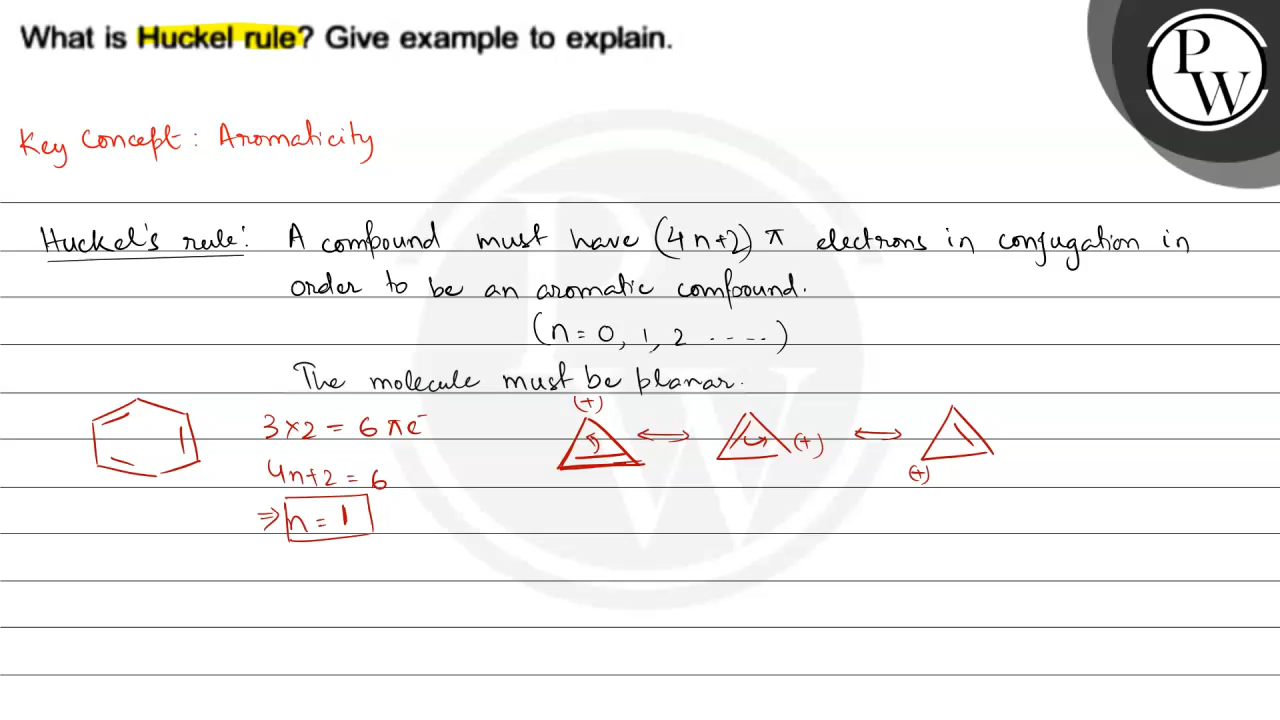 What is Huckel rule? Give example to explain.
P
W
Key Concept: Aromaticity
Huckel's rule: A compound must have (4n+2) π electrons in conjugation in
order to be an aromatic compound.
(n=0, 1, 2 .....)
The molecule must be planar.
3×2 = 6 πe⁻
4n+2 = 6
⇒ n = 1
(+) ⟷ (+) ⟷ (+)